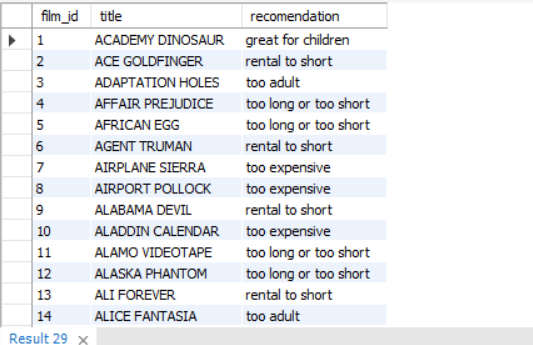 film_id title recomendation
1 ACADEMY DINOSAUR great for children
2 ACE GOLDFINGER rental to short
3 ADAPTATION HOLES too adult
4 AFFAIR PREJUDICE too long or too short
5 AFRICAN EGG too long or too short
6 AGENT TRUMAN rental to short
7 AIRPLANE SIERRA too expensive
8 AIRPORT POLLOCK too expensive
9 ALABAMA DEVIL rental to short
10 ALADDIN CALENDAR too expensive
11 ALAMO VIDEOTAPE too long or too short
12 ALASKA PHANTOM too long or too short
13 ALI FOREVER rental to short
14 ALICE FANTASIA too adult
Result 29